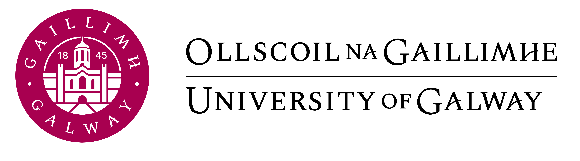 GAILLIMH
18 45
GALWAY
OLLSCOIL NA GAILLIMHE
UNIVERSITY OF GALWAY